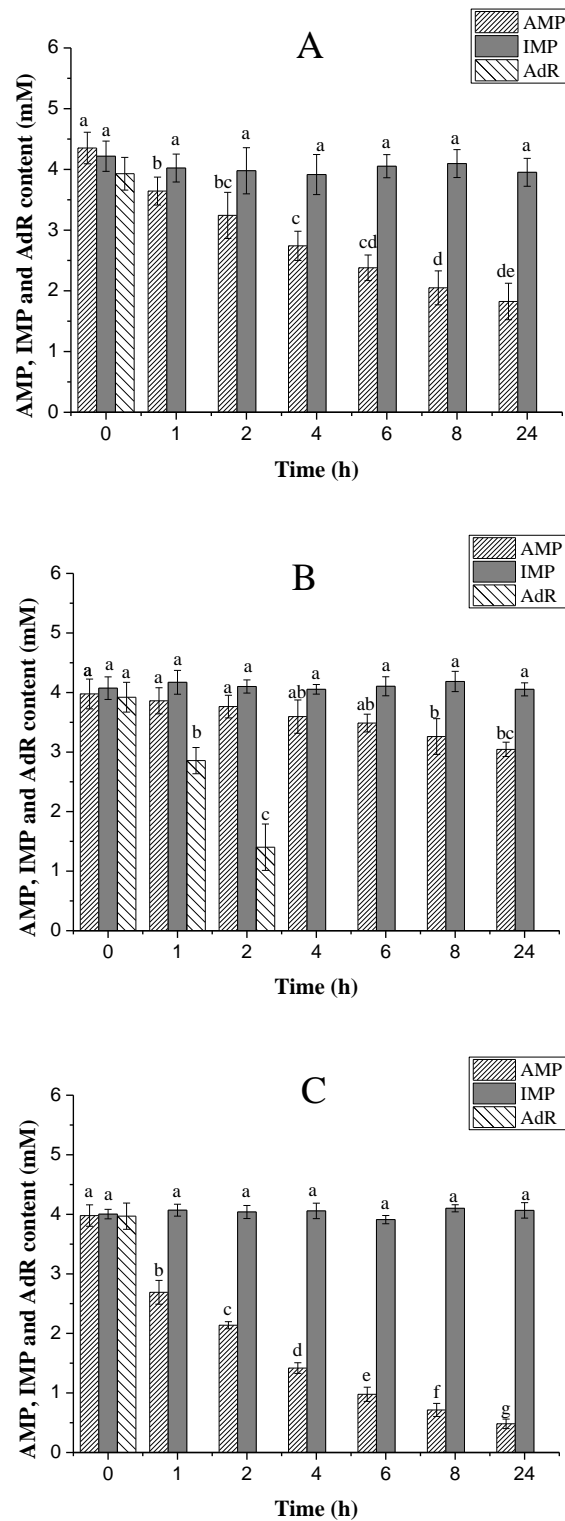 A
AMP
IMP
AdR
AMP, IMP and AdR content (mM)
6
5
4
3
2
1
0
a a
b a
bc a
c a
cd a
d a
de a
0 1 2 4 6 8 24
Time (h)
B
AMP
IMP
AdR
AMP, IMP and AdR content (mM)
6
5
4
3
2
1
0
a a a
a a b
a a c
ab a
ab a
b a
bc a
0 1 2 4 6 8 24
Time (h)
C
AMP
IMP
AdR
AMP, IMP and AdR content (mM)
6
5
4
3
2
1
0
a a
b a
c a
d a
e a
f a
g a
0 1 2 4 6 8 24
Time (h)